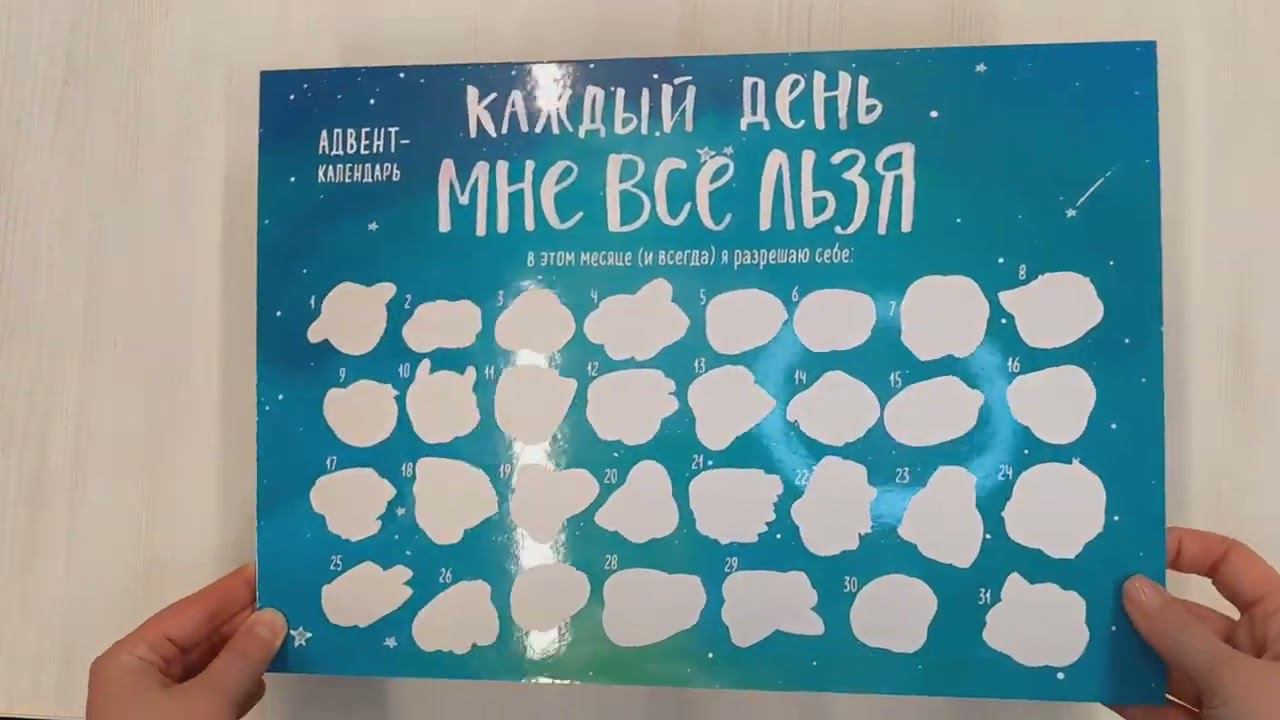 КАЖДЫЙ ДЕНЬ
АДВЕНТ-
КАЛЕНДАРЬ
МНЕ ВСЁ ЛЬЗЯ
в этом месяце (и всегда) я разрешаю себе:
1 2 3 4 5 6 7 8
9 10 11 12 13 14 15 16
17 18 19 20 21 22 23 24
25 26 28 29 30 31